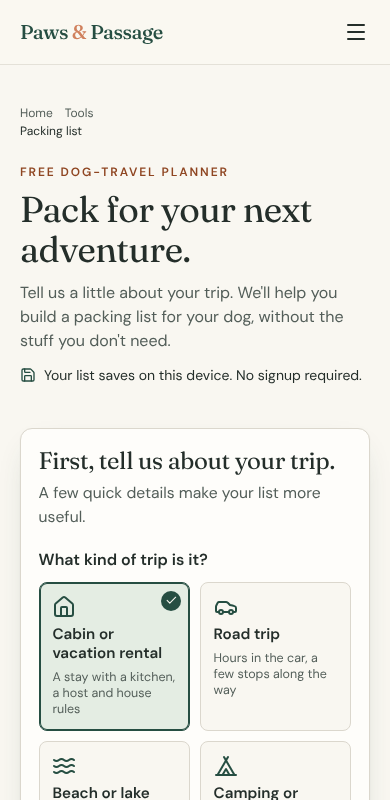 Paws & Passage
Home Tools
Packing list
FREE DOG-TRAVEL PLANNER
Pack for your next
adventure.
Tell us a little about your trip. We'll help you
build a packing list for your dog, without the
stuff you don't need.
Your list saves on this device. No signup required.
First, tell us about your trip.
A few quick details make your list more
useful.
What kind of trip is it?
Cabin or
vacation rental
A stay with a kitchen,
a host and house
rules
Road trip
Hours in the car, a
few stops along the
way
Beach or lake
Camping or